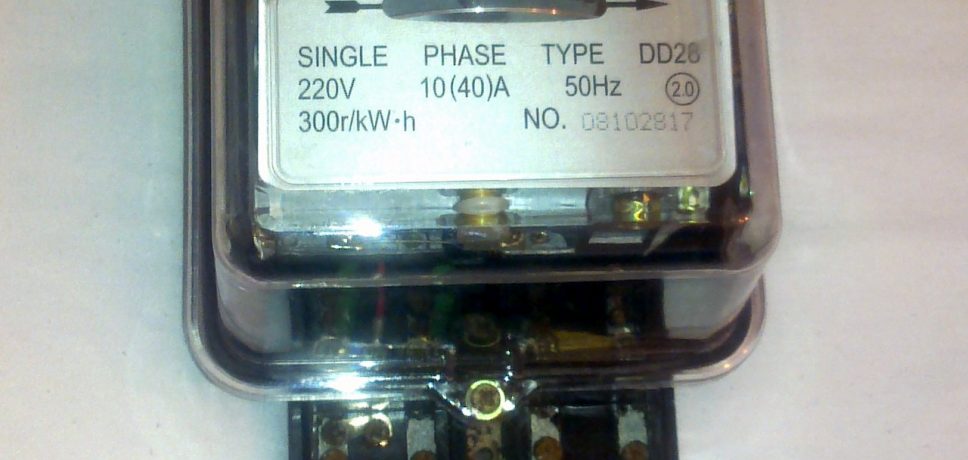 SINGLE PHASE TYPE DD28
220V 10(40)A 50Hz 2.0
300r/kW·h NO. 08102817